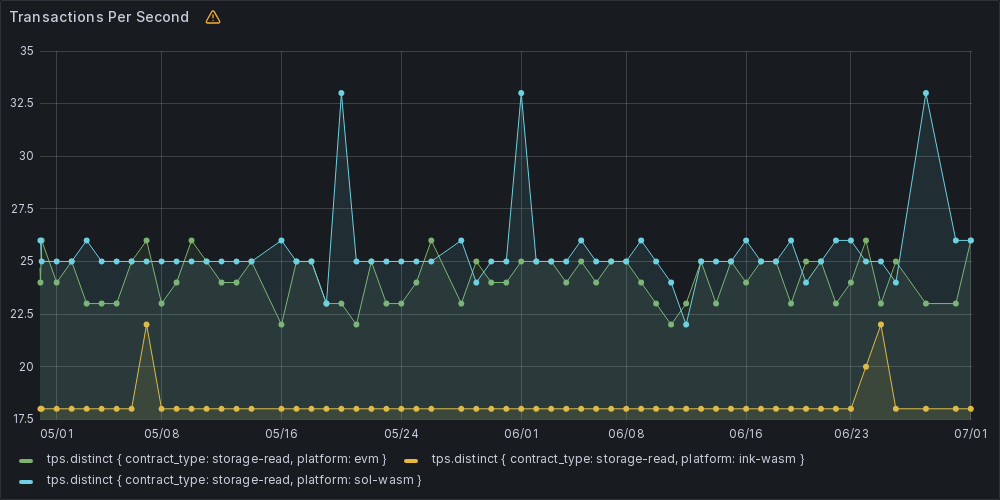 Transactions Per Second
35
32.5
30
27.5
25
22.5
20
17.5
05/01 05/08 05/16 05/24 06/01 06/08 06/16 06/23 07/01
tps.distinct { contract_type: storage-read, platform: evm } tps.distinct { contract_type: storage-read, platform: ink-wasm }
tps.distinct { contract_type: storage-read, platform: sol-wasm }